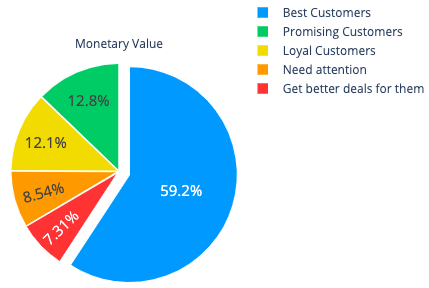 Best Customers
Promising Customers
Monetary Value
Loyal Customers
Need attention
Get better deals for them
12.8%
12.1%
8.54%
59.2%
7.31%